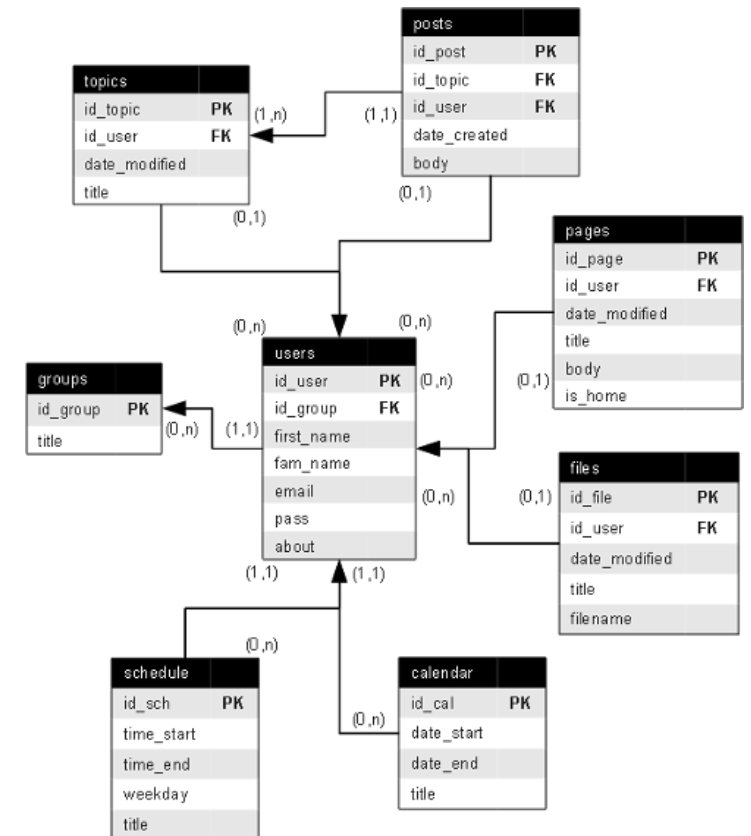 posts
id_post PK
id_topic FK
id_user FK
date_created
body
topics
id_topic PK
id_user FK
date_modified
title
(1,n)
(1,1)
(0,1)
(0,1)
pages
id_page PK
id_user FK
date_modified
title
body
is_home
(0,n)
(0,n)
users
id_user PK
id_group FK
first_name
fam_name
email
pass
about
(0,n)
(0,1)
groups
id_group PK
title
(0,n)
(1,1)
(0,n)
(0,1)
files
id_file PK
id_user FK
date_modified
title
filename
(1,1)
(1,1)
(0,n)
(0,n)
schedule
id_sch PK
time_start
time_end
weekday
title
calendar
id_cal PK
date_start
date_end
title